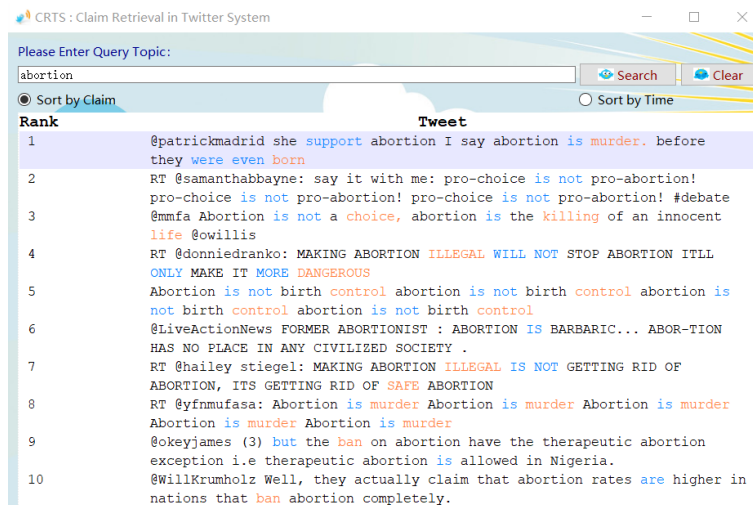 CRTS : Claim Retrieval in Twitter System
Please Enter Query Topic:
abortion
Search
Clear
Sort by Claim
Sort by Time
Rank Tweet
1 @patrickmadrid she support abortion I say abortion is murder. before
they were even born
2 RT @samanthabbayne: say it with me: pro-choice is not pro-abortion!
pro-choice is not pro-abortion! pro-choice is not pro-abortion! #debate
3 @mmfa Abortion is not a choice, abortion is the killing of an innocent
life @owillis
4 RT @donniedranko: MAKING ABORTION ILLEGAL WILL NOT STOP ABORTION ITLL
ONLY MAKE IT MORE DANGEROUS
5 Abortion is not birth control abortion is not birth control abortion is
not birth control abortion is not birth control
6 @LiveActionNews FORMER ABORTIONIST : ABORTION IS BARBARIC... ABOR-TION
HAS NO PLACE IN ANY CIVILIZED SOCIETY .
7 RT @hailey stiegel: MAKING ABORTION ILLEGAL IS NOT GETTING RID OF
ABORTION, ITS GETTING RID OF SAFE ABORTION
8 RT @yfnmufasa: Abortion is murder Abortion is murder Abortion is murder
Abortion is murder Abortion is murder
9 @okeyjames (3) but the ban on abortion have the therapeutic abortion
exception i.e therapeutic abortion is allowed in Nigeria.
10 @WillKrumholz Well, they actually claim that abortion rates are higher in
nations that ban abortion completely.